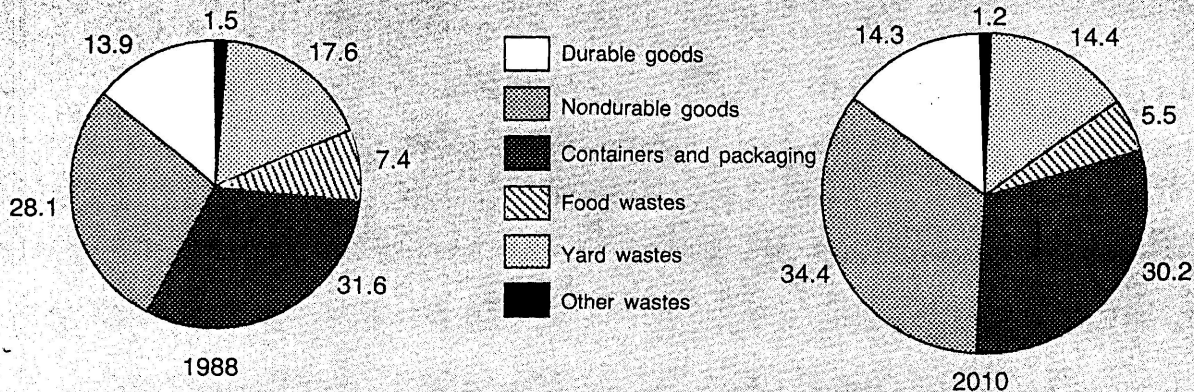 1.5
13.9
17.6
7.4
28.1
31.6
1988
Durable goods
Nondurable goods
Containers and packaging
Food wastes
Yard wastes
Other wastes
1.2
14.3
14.4
5.5
34.4
30.2
2010